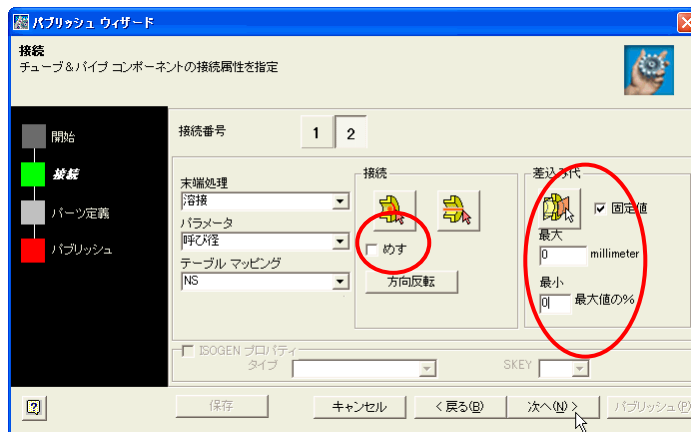 パブリッシュ ウィザード
接続
チューブ&パイプ コンポーネントの接続属性を指定
開始
接続
パーツ定義
パブリッシュ
接続番号
1 2
末端処理
溶接
パラメータ
呼び径
テーブル マッピング
NS
接続
めす
方向反転
差込み代
固定値
最大
0 millimeter
最小
0 最大値の%
ISOGEN プロパティ
タイプ
SKEY
保存
キャンセル
< 戻る(B)
次へ(N) >
パブリッシュ(P)